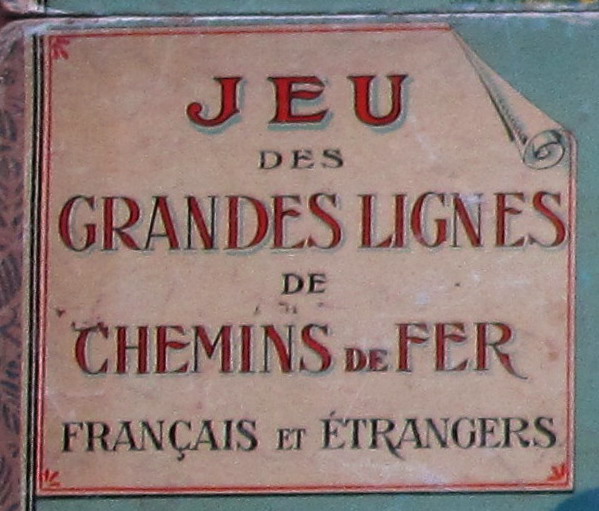 JEU
DES
GRANDES LIGNES
DE
CHEMINS DE FER
FRANÇAIS ET ÉTRANGERS